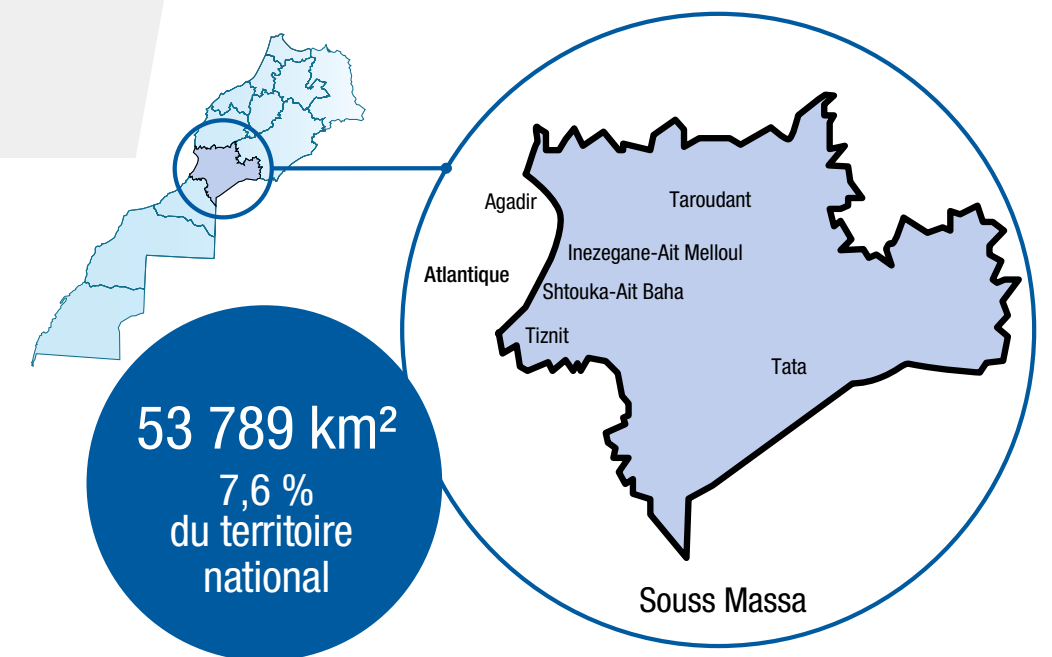 Agadir
Taroudant
Inezegane-Ait Melloul
Atlantique
Shtouka-Ait Baha
Tiznit
Tata
53 789 km²
7,6 %
du territoire
national
Souss Massa